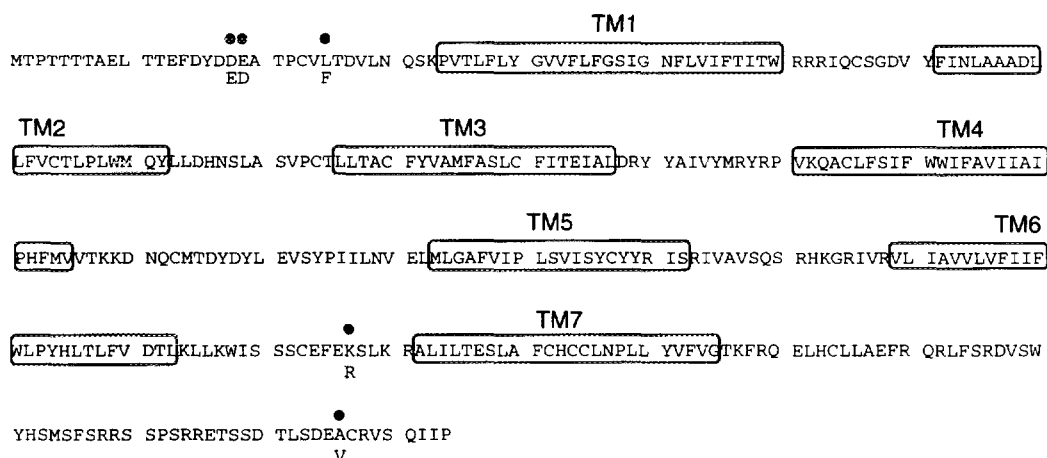 TM1
MTPTTTTAEL TTEFDYDDEA TPCVLTDVLN QSKPVTLFLY GVVFLFGSIG NFLVIFTITW RRRIQCSGDV YFINLAAADL
ED F
TM2 TM3 TM4
LFVCTLPLWM QYLLDHNSLA SVPCTLLTAC FYVAMFASLC FITEIALDRY YAIVYMRYRP VKQACLFSIF WWIFAVIIAI
TM5 TM6
PHFMVVTKKD NQCMTDYDYL EVSYPIILNV ELMLGAFVIP LSVISYCYYR ISRIVAVSQS RHKGRIVRVL IAVVLVFIIF
TM7
WLPYHLTLFV DTLKLLKWIS SSCEFEKSLK RALILTESLA FCHCCLNPLL YVFVGTKFRQ ELHCLLAEFR QRLFSRDVSW
R
YHSMSFSRRS SPSRRETSSD TLSDEACRVS QIIP
V